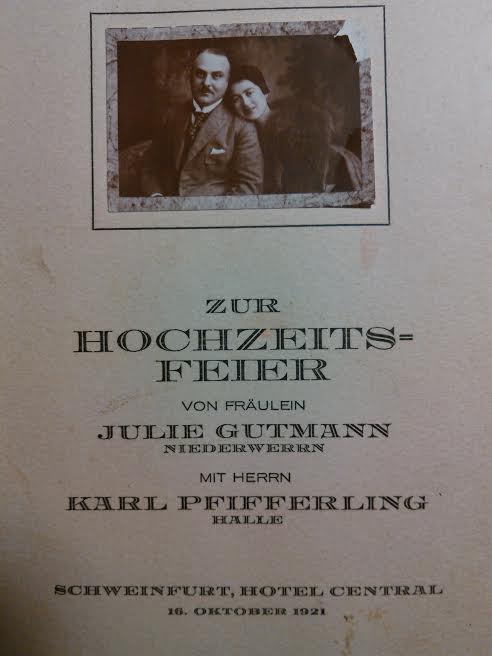 ZUR
HOCHZEITS=
FEIER
VON FRÄULEIN
JULIE GUTMANN
NIEDERWERRN
MIT HERRN
KARL PFIFFERLING
HALLE
SCHWEINFURT, HOTEL CENTRAL
16. OKTOBER 1921